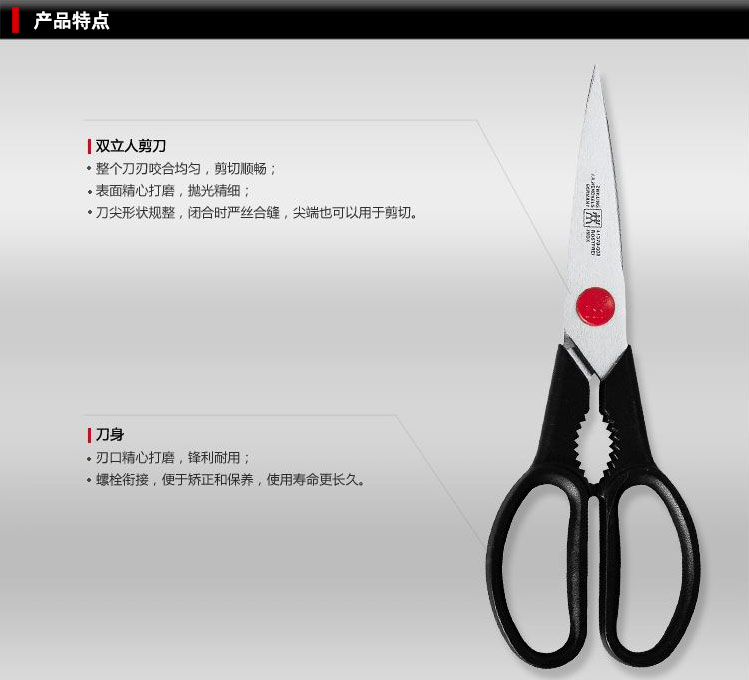 产品特点
双立人剪刀
• 整个刀刃咬合均匀，剪切顺畅；
• 表面精心打磨，抛光精细；
• 刀尖形状规整，闭合时严丝合缝，尖端也可以用于剪切。
刀身
• 刃口精心打磨，锋利耐用；
• 螺栓衔接，便于矫正和保养，使用寿命更长久。